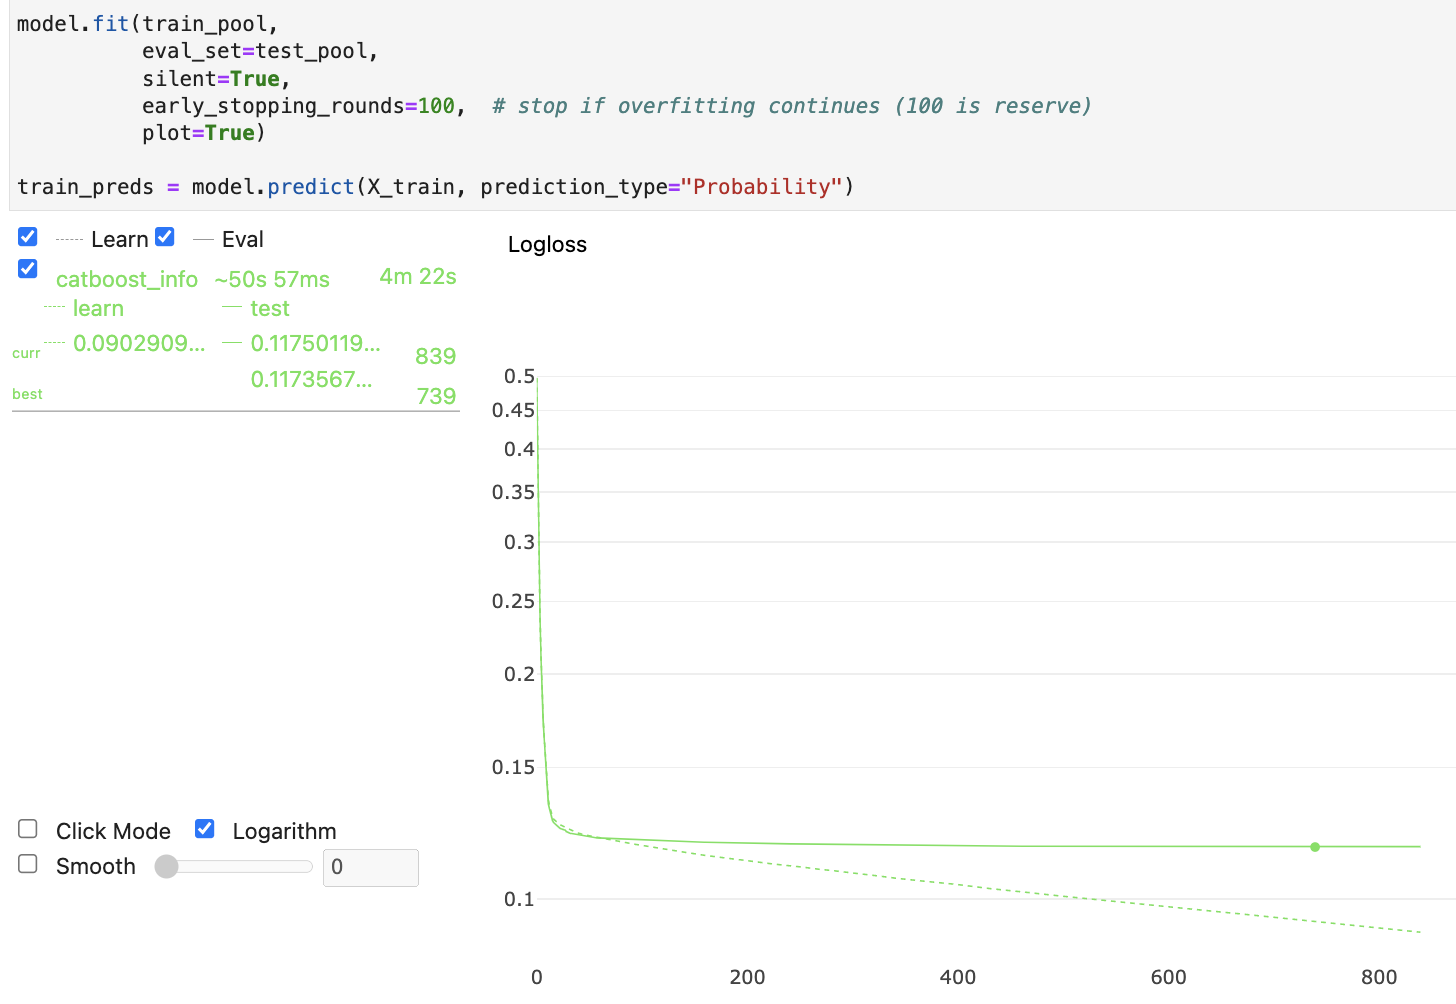 model.fit(train_pool,
eval_set=test_pool,
silent=True,
early_stopping_rounds=100,  # stop if overfitting continues (100 is reserve)
plot=True)
train_preds = model.predict(X_train, prediction_type="Probability")
Learn Eval
catboost_info ~50s 57ms 4m 22s
learn test
curr 0.0902909... 0.11750119... 839
best 0.1173567... 739
Click Mode Logarithm
Smooth 0
Logloss
0.5
0.45
0.4
0.35
0.3
0.25
0.2
0.15
0.1
0 200 400 600 800